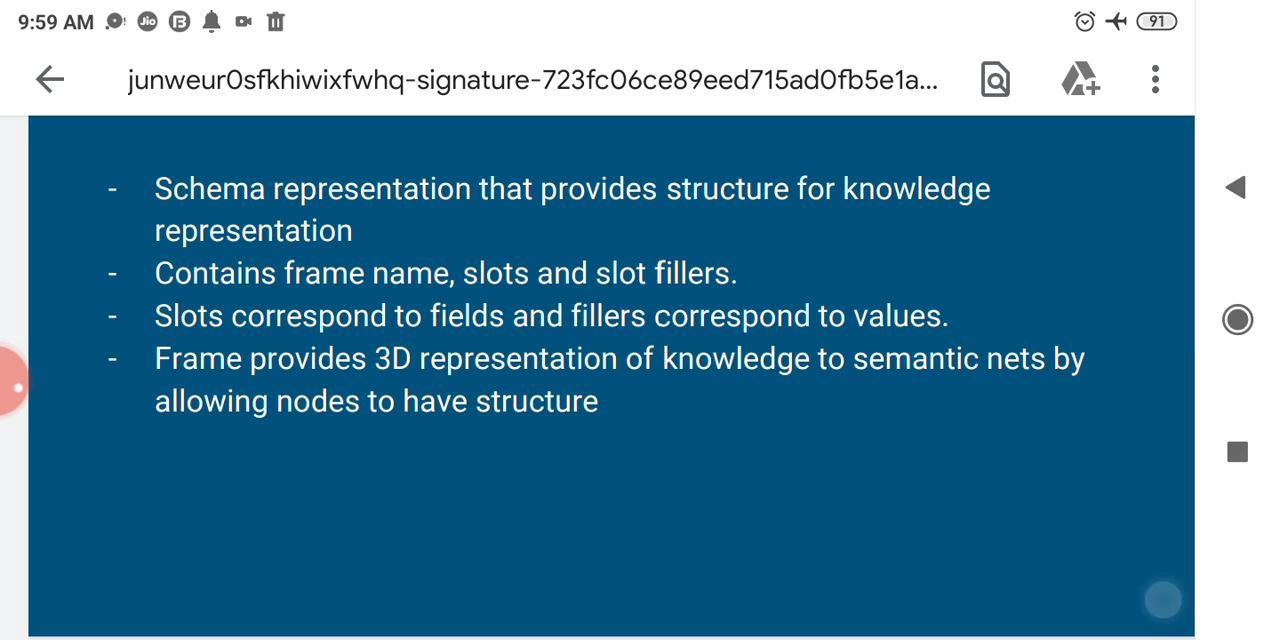 9:59 AM Jio B 91
junweur0sfkhiwixfwhq-signature-723fc06ce89eed715ad0fb5e1a...
- Schema representation that provides structure for knowledge
representation
- Contains frame name, slots and slot fillers.
- Slots correspond to fields and fillers correspond to values.
- Frame provides 3D representation of knowledge to semantic nets by
allowing nodes to have structure